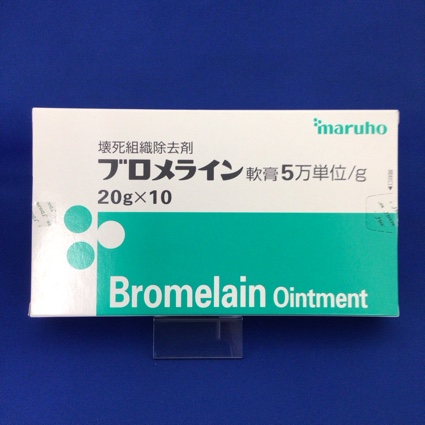 maruho
壊死組織除去剤
ブロメライン軟膏5万単位/g
20g×10
Bromelain Ointment